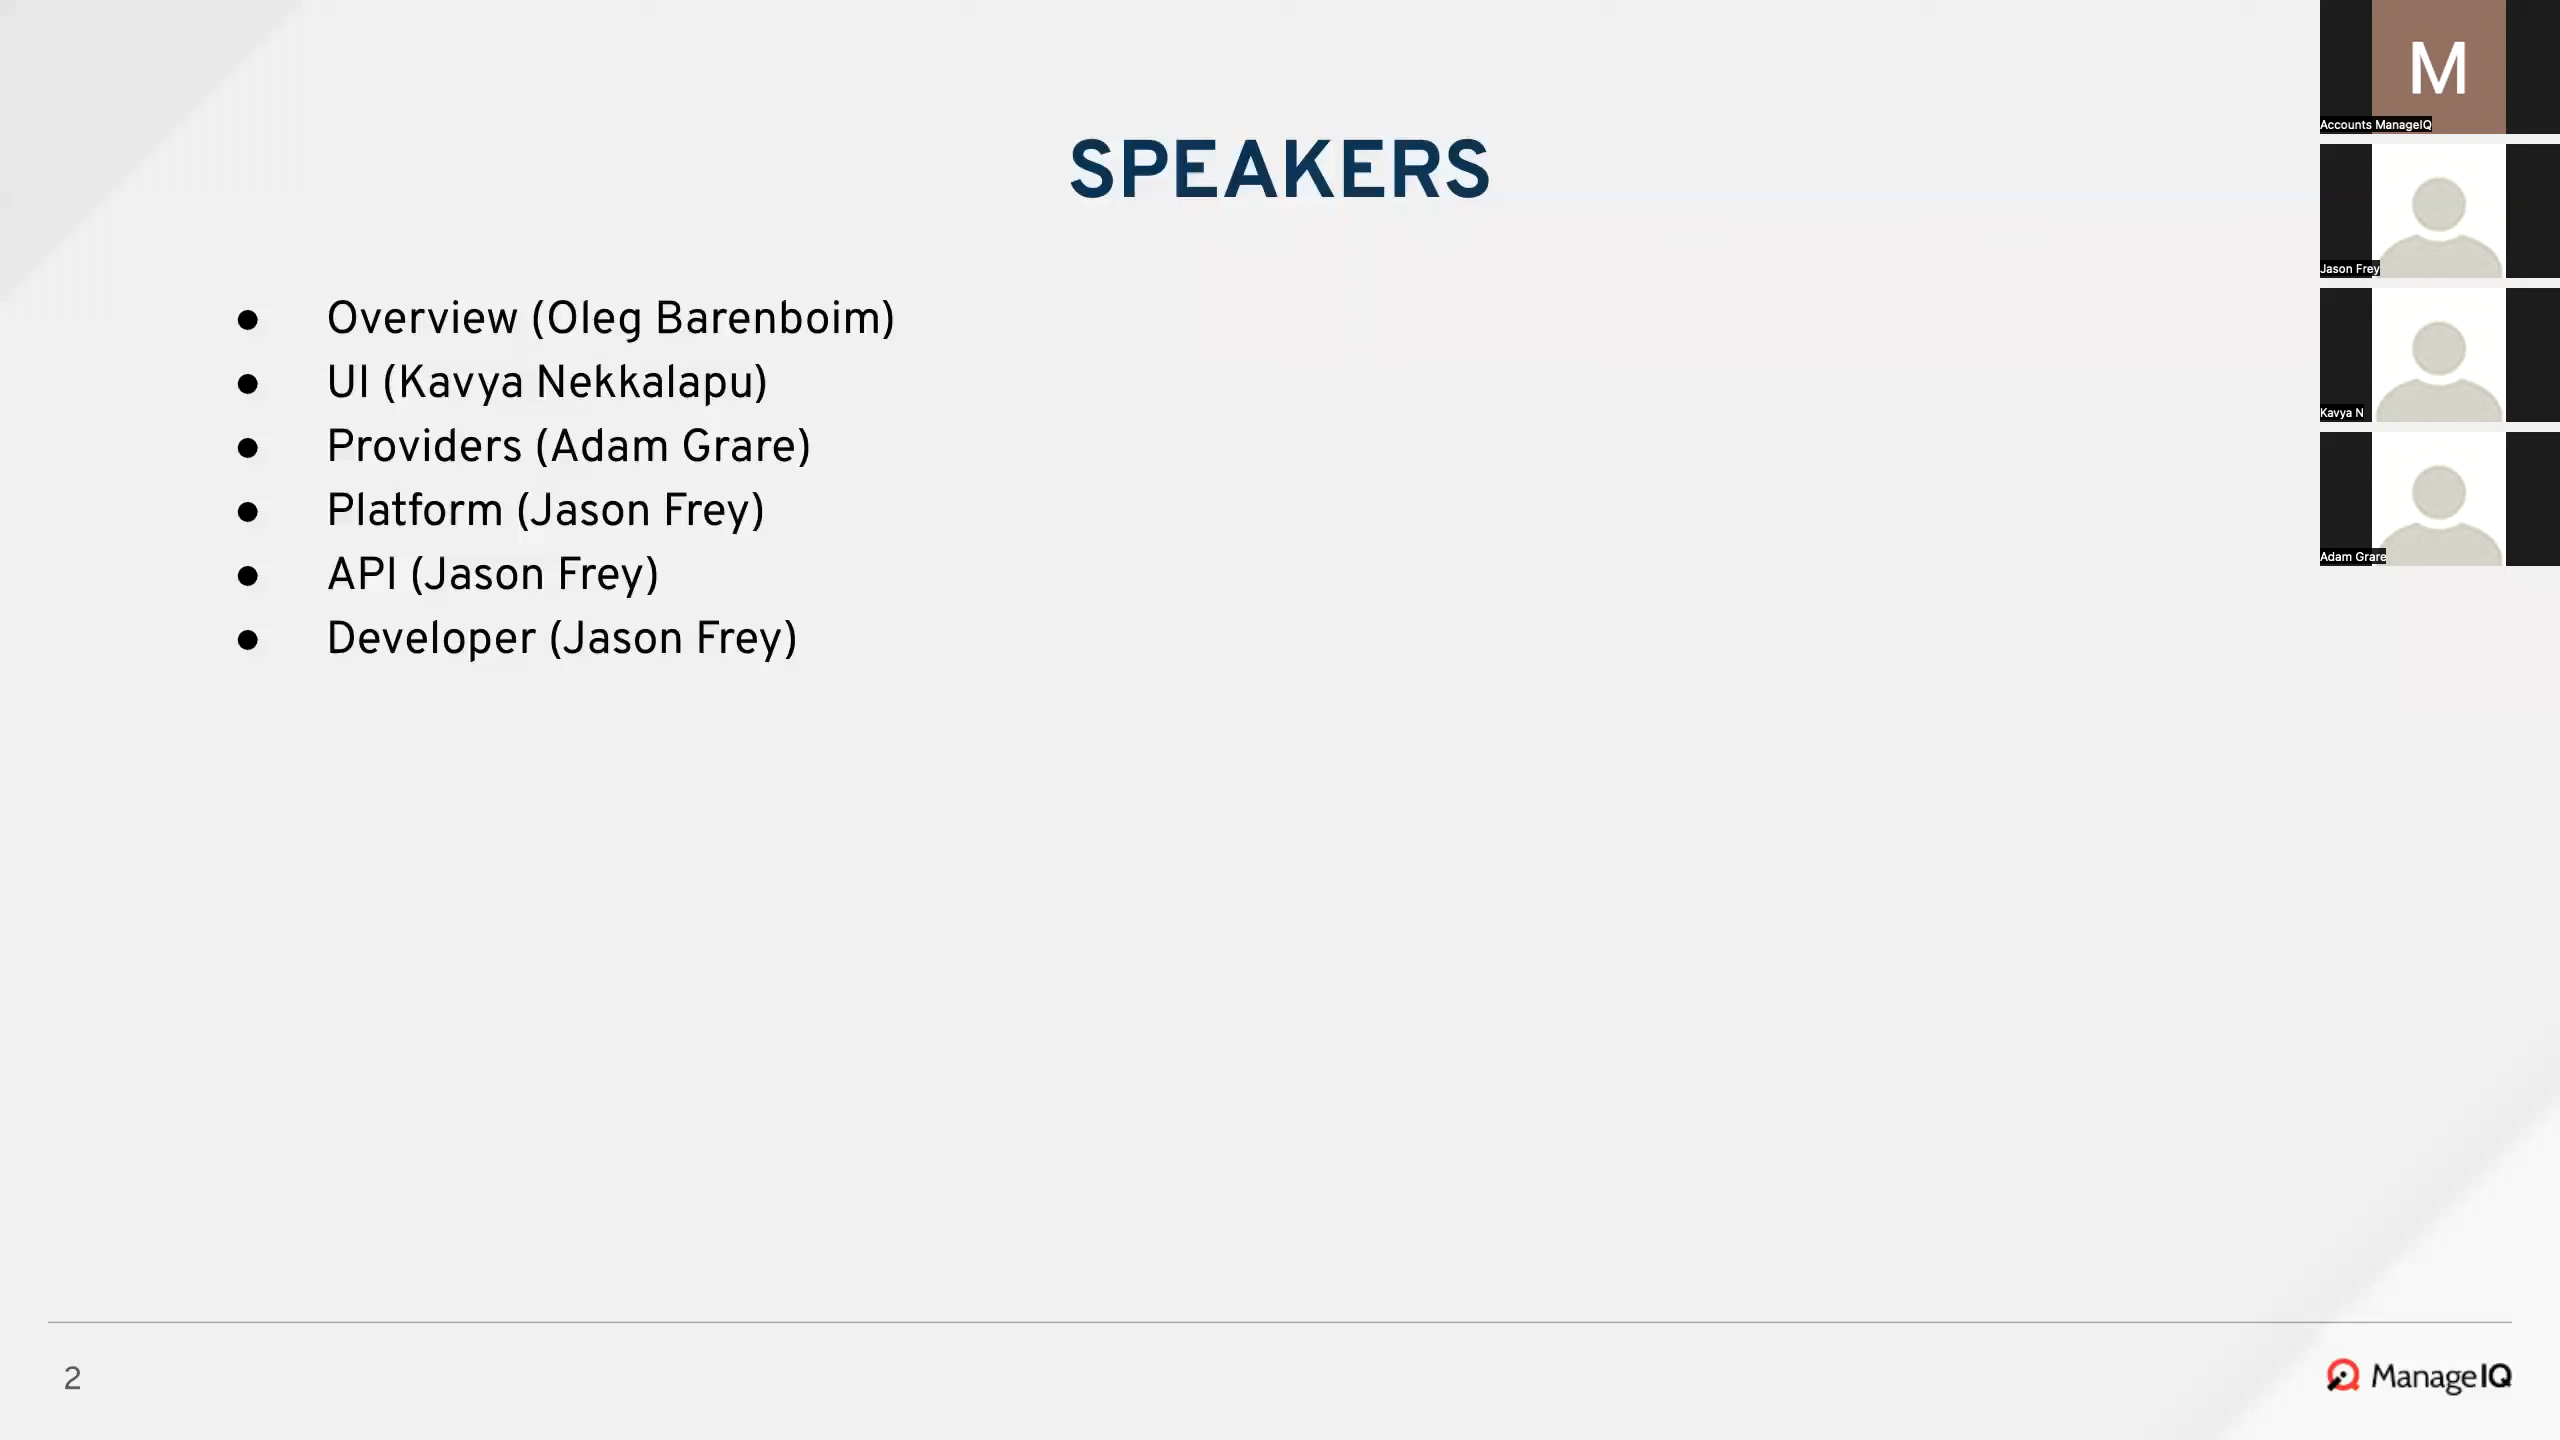 SPEAKERS
● Overview (Oleg Barenboim)
● UI (Kavya Nekkalapu)
● Providers (Adam Grare)
● Platform (Jason Frey)
● API (Jason Frey)
● Developer (Jason Frey)
M
Accounts ManageIQ
Jason Frey
Kavya N
Adam Grare
2
ManageIQ